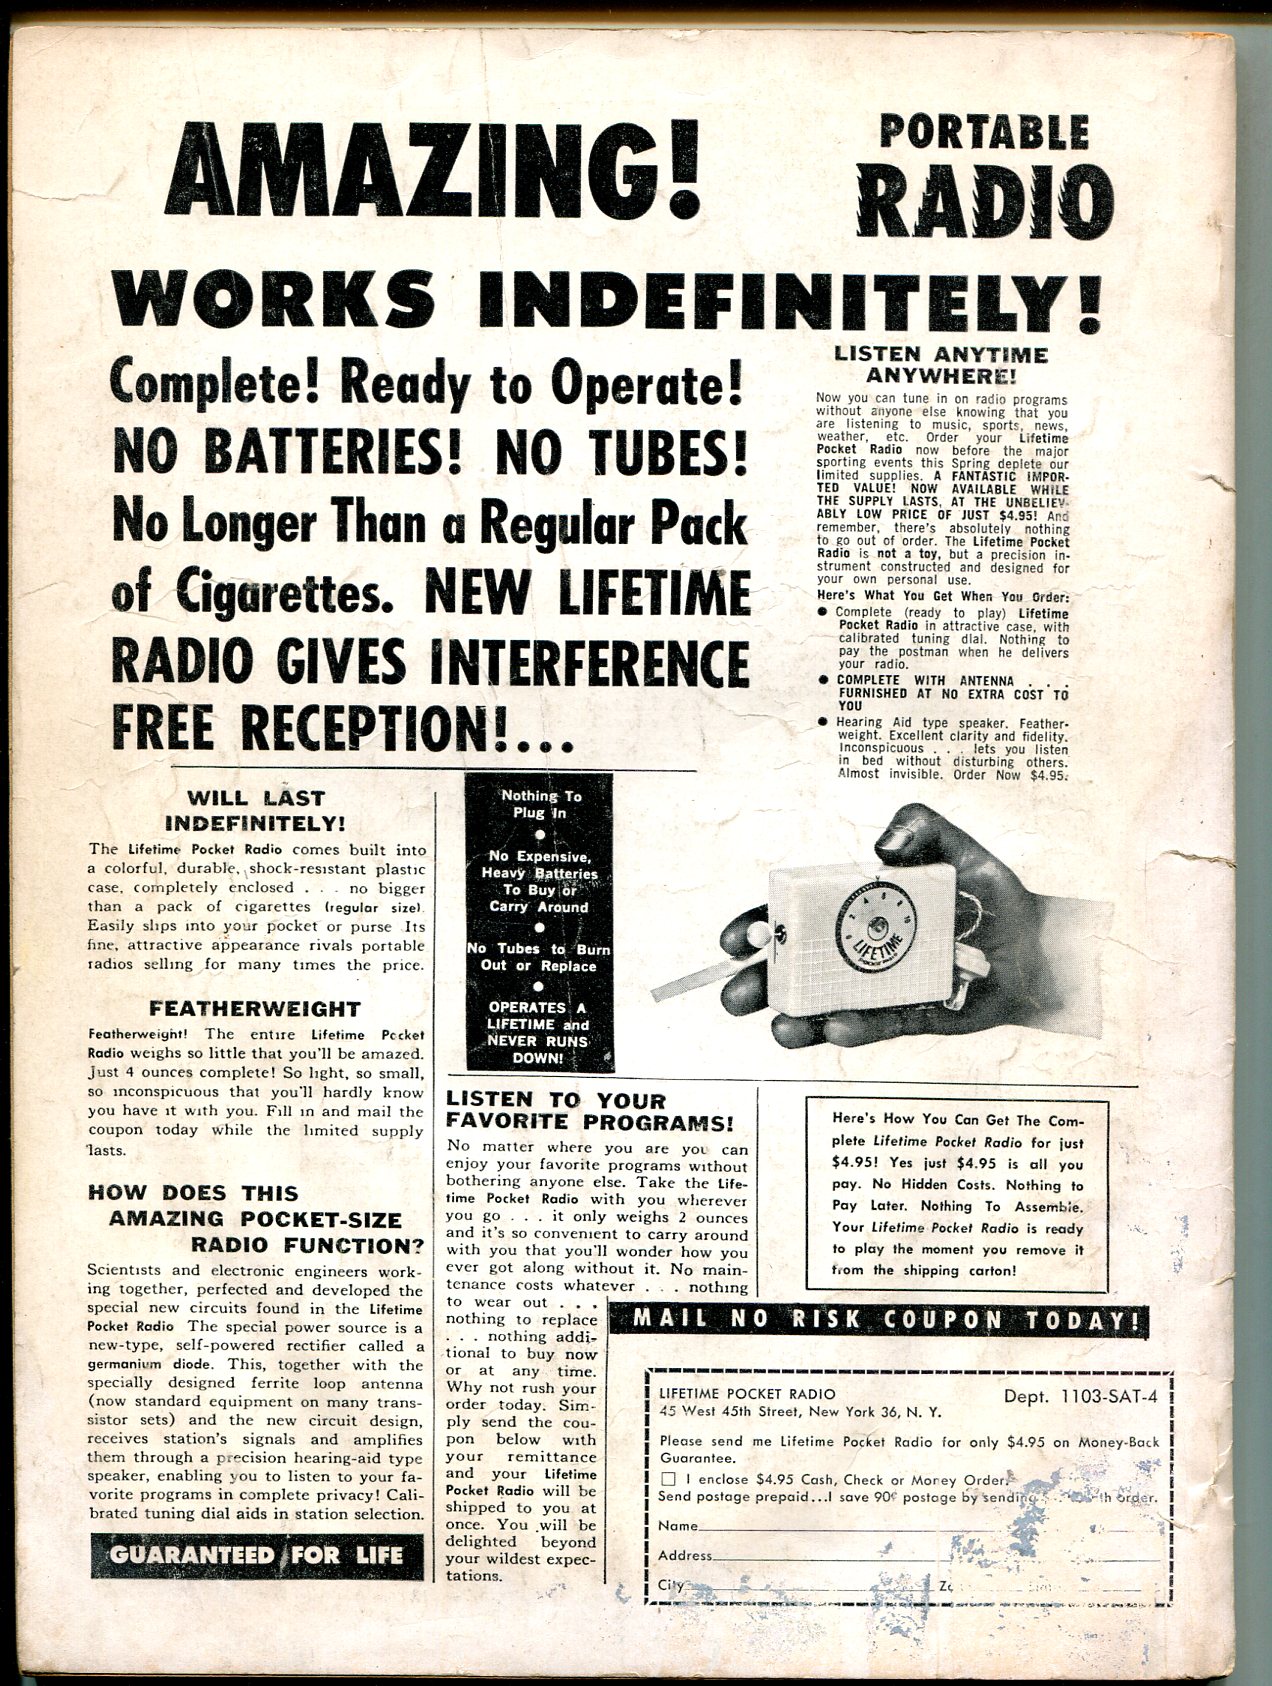 AMAZING!
PORTABLE
RADIO
WORKS INDEFINITELY!
Complete! Ready to Operate!
NO BATTERIES! NO TUBES!
No Longer Than a Regular Pack
of Cigarettes. NEW LIFETIME
RADIO GIVES INTERFERENCE
FREE RECEPTION!...
LISTEN ANYTIME
ANYWHERE!
Now you can tune in on radio programs
without anyone else knowing that you
are listening to music, sports, news,
weather, etc. Order your Lifetime
Pocket Radio now before the major
sporting events this Spring deplete our
limited supplies. A FANTASTIC IMPOR-
TED VALUE! NOW AVAILABLE WHILE
THE SUPPLY LASTS, AT THE UNBELIEV-
ABLY LOW PRICE OF JUST $4.95! And
remember, there's absolutely nothing
to go out of order. The Lifetime Pocket
Radio is not a toy, but a precision in-
strument constructed and designed for
your own personal use.
Here's What You Get When You Order:
● Complete (ready to play) Lifetime
Pocket Radio in attractive case, with
calibrated tuning dial. Nothing to
pay the postman when he delivers
your radio.
● COMPLETE WITH ANTENNA . . .
FURNISHED AT NO EXTRA COST TO
YOU
● Hearing Aid type speaker. Feather-
weight. Excellent clarity and fidelity.
Inconspicuous . . . lets you listen
in bed without disturbing others.
Almost invisible. Order Now $4.95.
WILL LAST
INDEFINITELY!
The Lifetime Pocket Radio comes built into
a colorful, durable, shock-resistant plastic
case, completely enclosed . . . no bigger
than a pack of cigarettes (regular size).
Easily slips into your pocket or purse Its
fine, attractive appearance rivals portable
radios selling for many times the price.
FEATHERWEIGHT
Featherweight! The entire Lifetime Pocket
Radio weighs so little that you'll be amazed.
Just 4 ounces complete! So light, so small,
so inconspicuous that you'll hardly know
you have it with you. Fill in and mail the
coupon today while the limited supply
lasts.
HOW DOES THIS
AMAZING POCKET-SIZE
RADIO FUNCTION?
Scientists and electronic engineers work-
ing together, perfected and developed the
special new circuits found in the Lifetime
Pocket Radio The special power source is a
new-type, self-powered rectifier called a
germanium diode. This, together with the
specially designed ferrite loop antenna
(now standard equipment on many tran-
sistor sets) and the new circuit design,
receives station's signals and amplifies
them through a precision hearing-aid type
speaker, enabling you to listen to your fa-
vorite programs in complete privacy! Cali-
brated tuning dial aids in station selection.
GUARANTEED FOR LIFE
Nothing To
Plug In
●
No Expensive,
Heavy Batteries
To Buy or
Carry Around
●
No Tubes to Burn
Out or Replace
●
OPERATES A
LIFETIME and
NEVER RUNS
DOWN!
0 2 4 6 8 10
LIFETIME
POCKET RADIO
LISTEN TO YOUR
FAVORITE PROGRAMS!
No matter where you are you can
enjoy your favorite programs without
bothering anyone else. Take the Life-
time Pocket Radio with you wherever
you go . . . it only weighs 2 ounces
and it's so convenient to carry around
with you that you'll wonder how you
ever got along without it. No main-
tenance costs whatever . . . nothing
to wear out . . .
nothing to replace
. . . nothing addi-
tional to buy now
or at any time.
Why not rush your
order today. Sim-
ply send the cou-
pon below with
your remittance
and your Lifetime
Pocket Radio will be
shipped to you at
once. You will be
delighted beyond
your wildest expec-
tations.
Here's How You Can Get The Com-
plete Lifetime Pocket Radio for just
$4.95! Yes just $4.95 is all you
pay. No Hidden Costs. Nothing to
Pay Later. Nothing To Assemble.
Your Lifetime Pocket Radio is ready
to play the moment you remove it
from the shipping carton!
MAIL NO RISK COUPON TODAY!
LIFETIME POCKET RADIO Dept. 1103-SAT-4
45 West 45th Street, New York 36, N. Y.
Please send me Lifetime Pocket Radio for only $4.95 on Money-Back
Guarantee.
☐ I enclose $4.95 Cash, Check or Money Order.
Send postage prepaid...I save 90¢ postage by sending order.
Name
Address
City